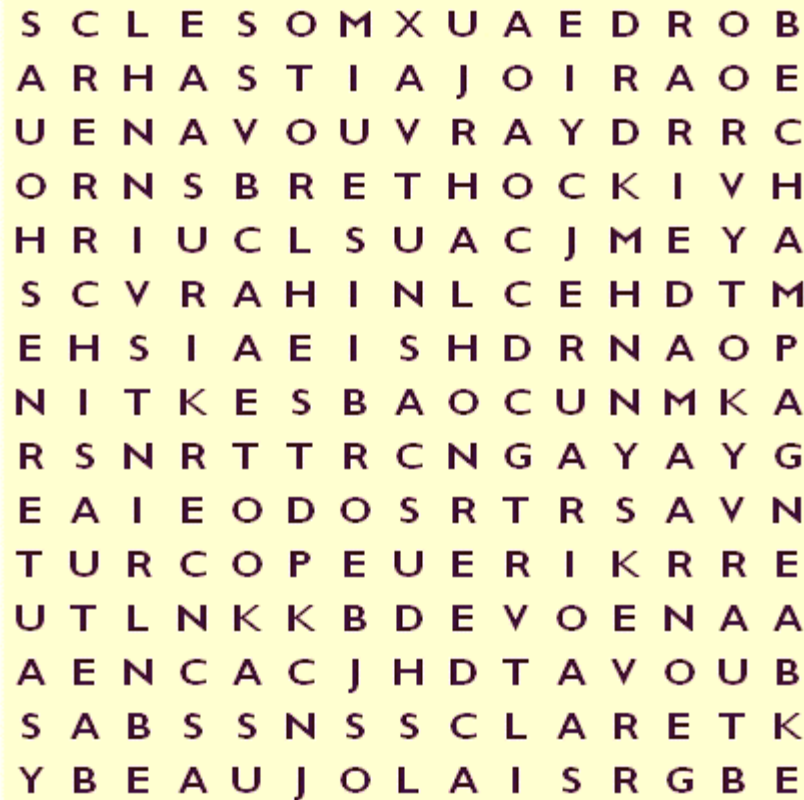 S C L E S O M X U A E D R O B
A R H A S T I A J O I R A O E
U E N A V O U V R A Y D R R C
O R N S B R E T H O C K I V H
H R I U C L S U A C J M E Y A
S C V R A H I N L C E H D T M
E H S I A E I S H D R N A O P
N I T K E S B A O C U N M K A
R S N R T T R C N G A Y A Y G
E A I E O D O S R T R S A V N
T U R C O P E U E R I K R R E
U T L N K K B D E V O E N A A
A E N C A C J H D T A V O U B
S A B S S N S S C L A R E T K
Y B E A U J O L A I S R G B E